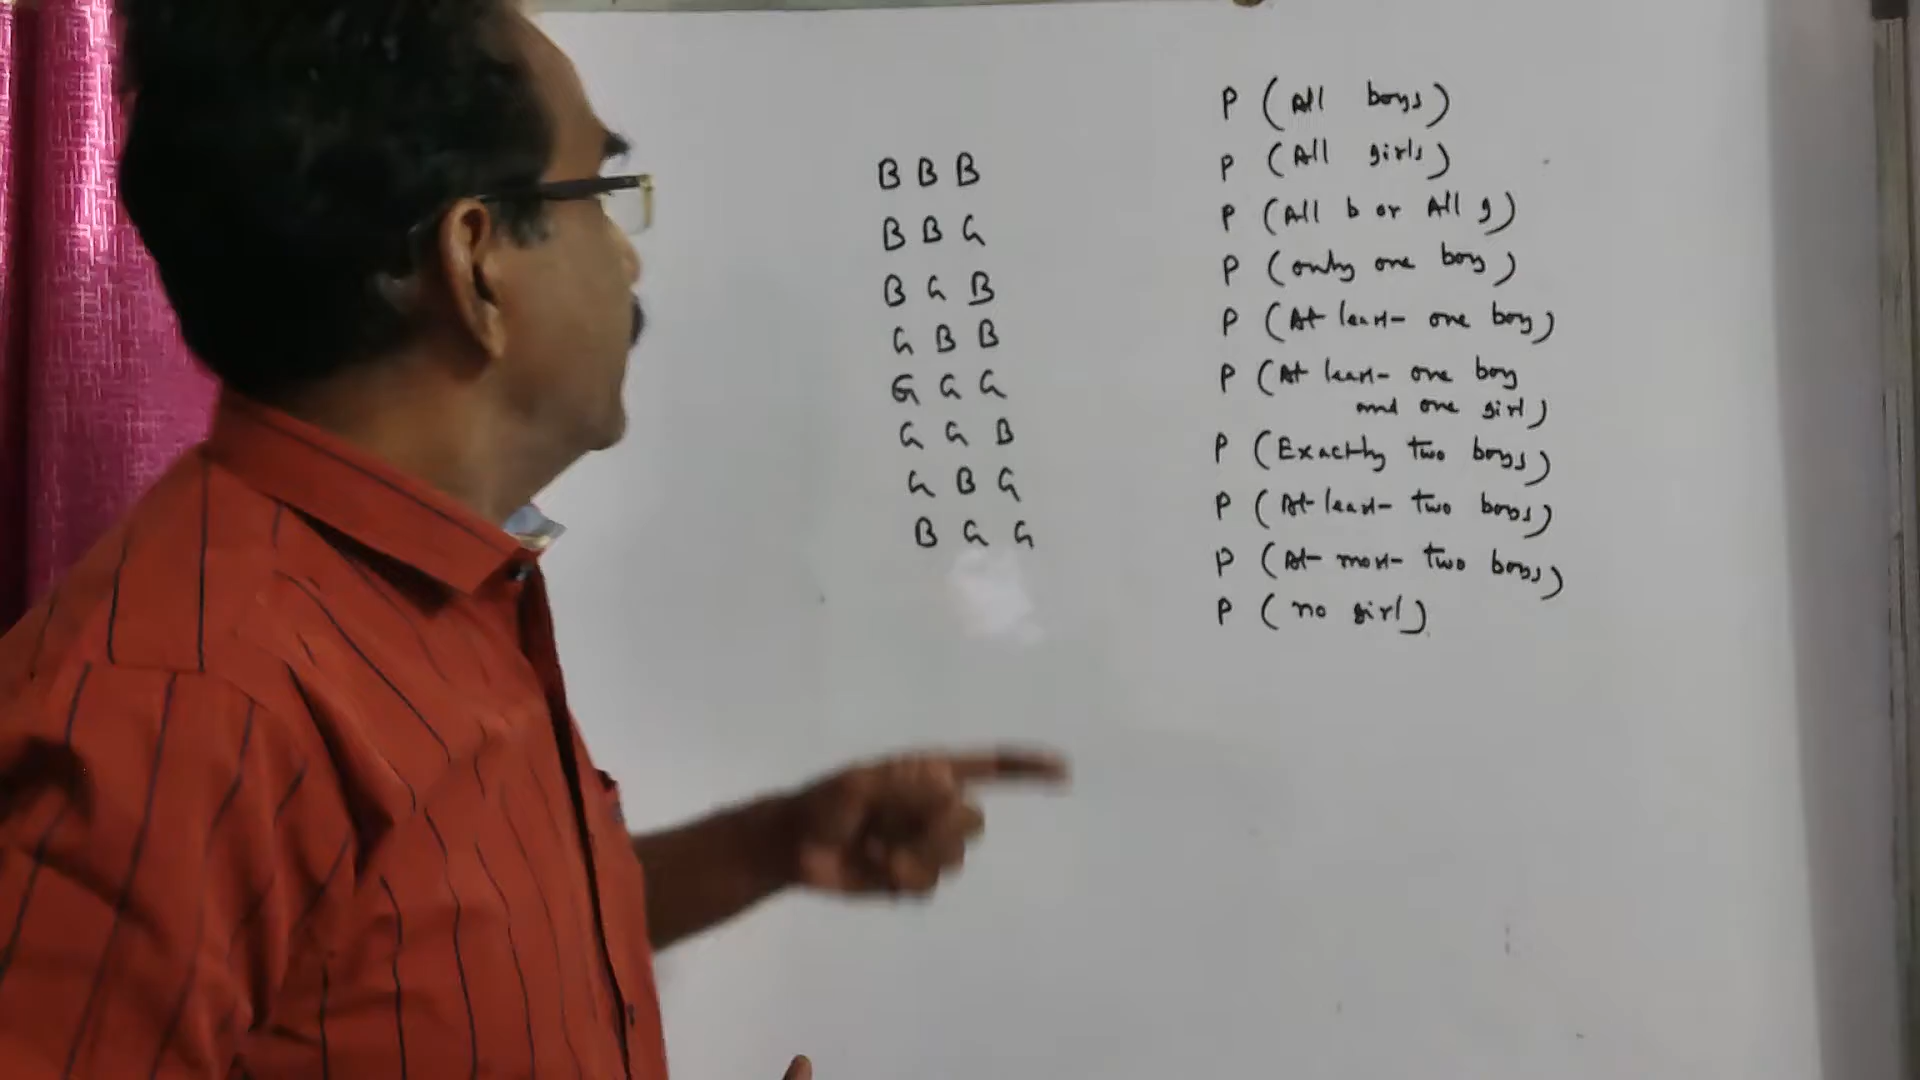 B B B
B B G
B G B
G B B
G G G
G G B
G B G
B G G
P (All boys)
P (All girls)
P (All b or All g)
P (only one boy)
P (At least one boy)
P (At least one boy
and one girl)
P (Exactly two boys)
P (At least two boys)
P (At most two boys)
P (no girl)